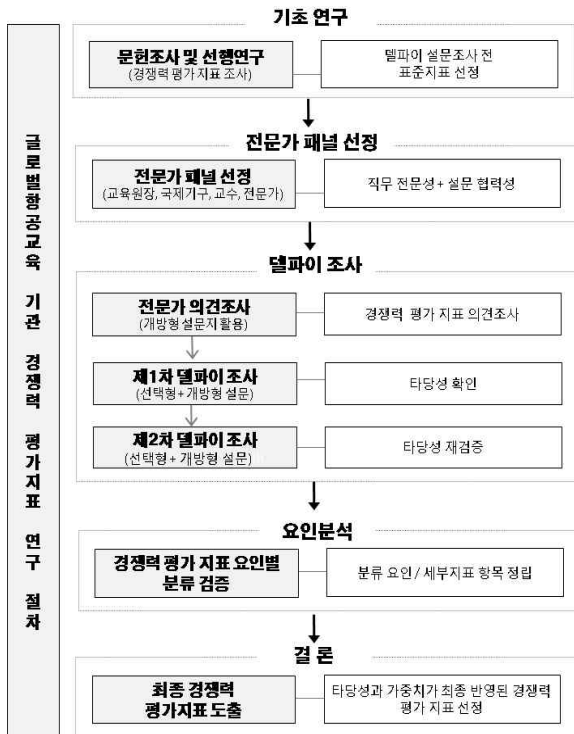 글로벌항공교육 기관 경쟁력 평가지표 연구 절차
기초 연구
문헌조사 및 선행연구
(경쟁력 평가 지표 조사)
델파이 설문조사 전
표준지표 선정
전문가 패널 선정
전문가 패널 선정
(교육원장, 국제기구, 교수, 전문가)
직무 전문성 + 설문 협력성
델파이 조사
전문가 의견조사
(개방형 설문지 활용)
경쟁력 평가 지표 의견조사
제1차 델파이 조사
(선택형 + 개방형 설문)
타당성 확인
제2차 델파이 조사
(선택형 + 개방형 설문)
타당성 재검증
요인분석
경쟁력 평가 지표 요인별
분류 검증
분류 요인 / 세부지표 항목 정립
결 론
최종 경쟁력
평가지표 도출
타당성과 가중치가 최종 반영된 경쟁력
평가 지표 선정